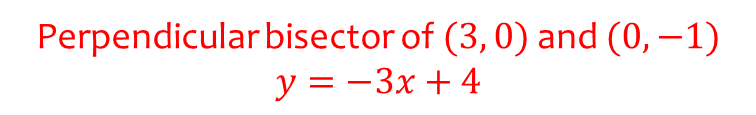 Perpendicular bisector of (3, 0) and (0, −1)
y = −3x + 4